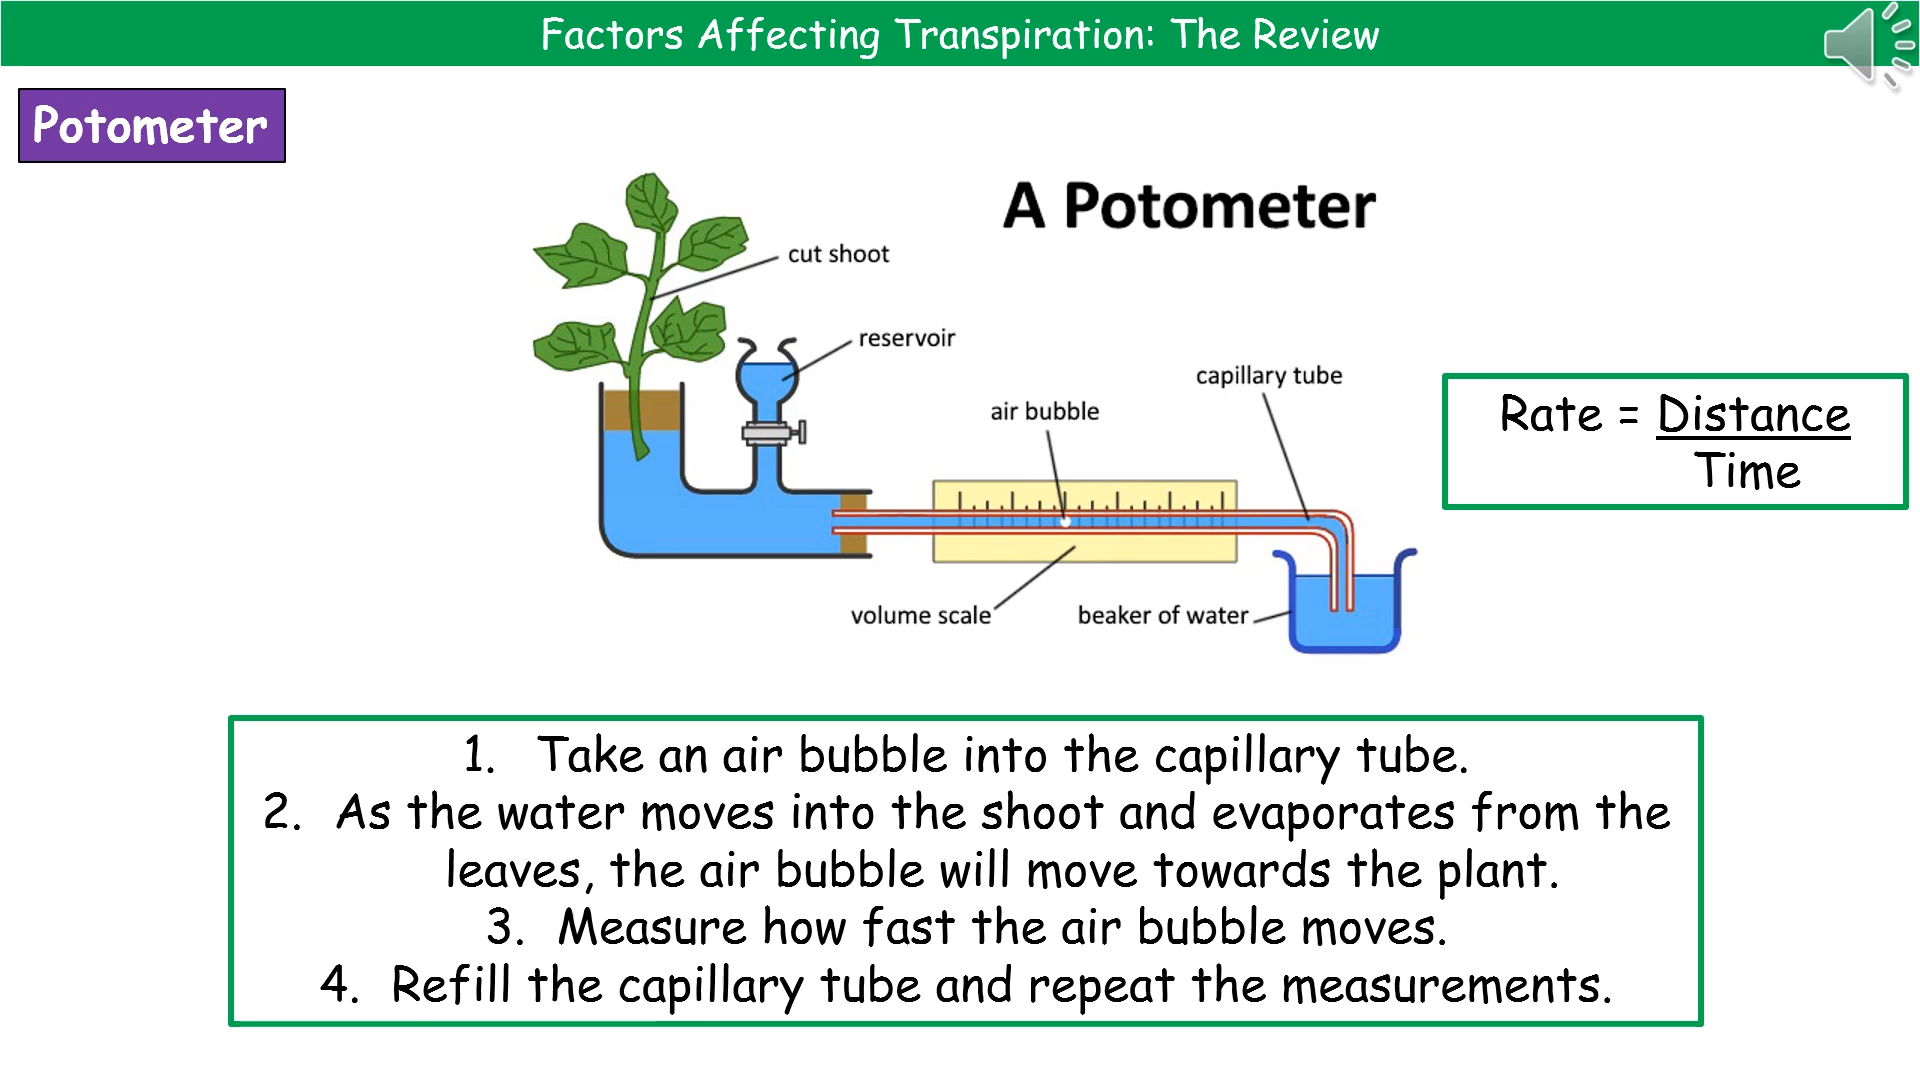 Factors Affecting Transpiration: The Review
Potometer
A Potometer
cut shoot
reservoir
capillary tube
air bubble
Rate = Distance
Time
volume scale
beaker of water
1. Take an air bubble into the capillary tube.
2. As the water moves into the shoot and evaporates from the
leaves, the air bubble will move towards the plant.
3. Measure how fast the air bubble moves.
4. Refill the capillary tube and repeat the measurements.